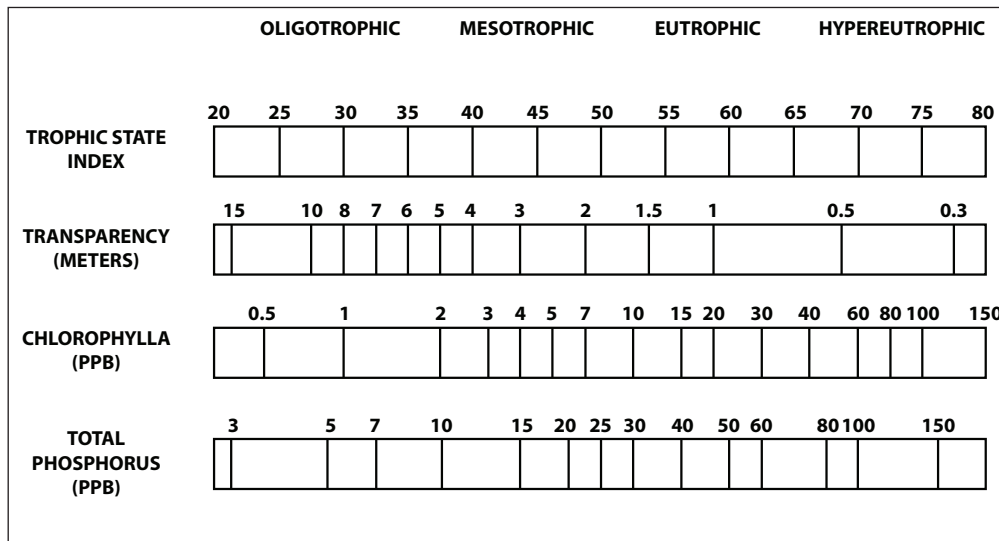 OLIGOTROPHIC MESOTROPHIC EUTROPHIC HYPEREUTROPHIC
20 25 30 35 40 45 50 55 60 65 70 75 80
TROPHIC STATE
INDEX
15 10 8 7 6 5 4 3 2 1.5 1 0.5 0.3
TRANSPARENCY
(METERS)
0.5 1 2 3 4 5 7 10 15 20 30 40 60 80 100 150
CHLOROPHYLLA
(PPB)
3 5 7 10 15 20 25 30 40 50 60 80 100 150
TOTAL
PHOSPHORUS
(PPB)